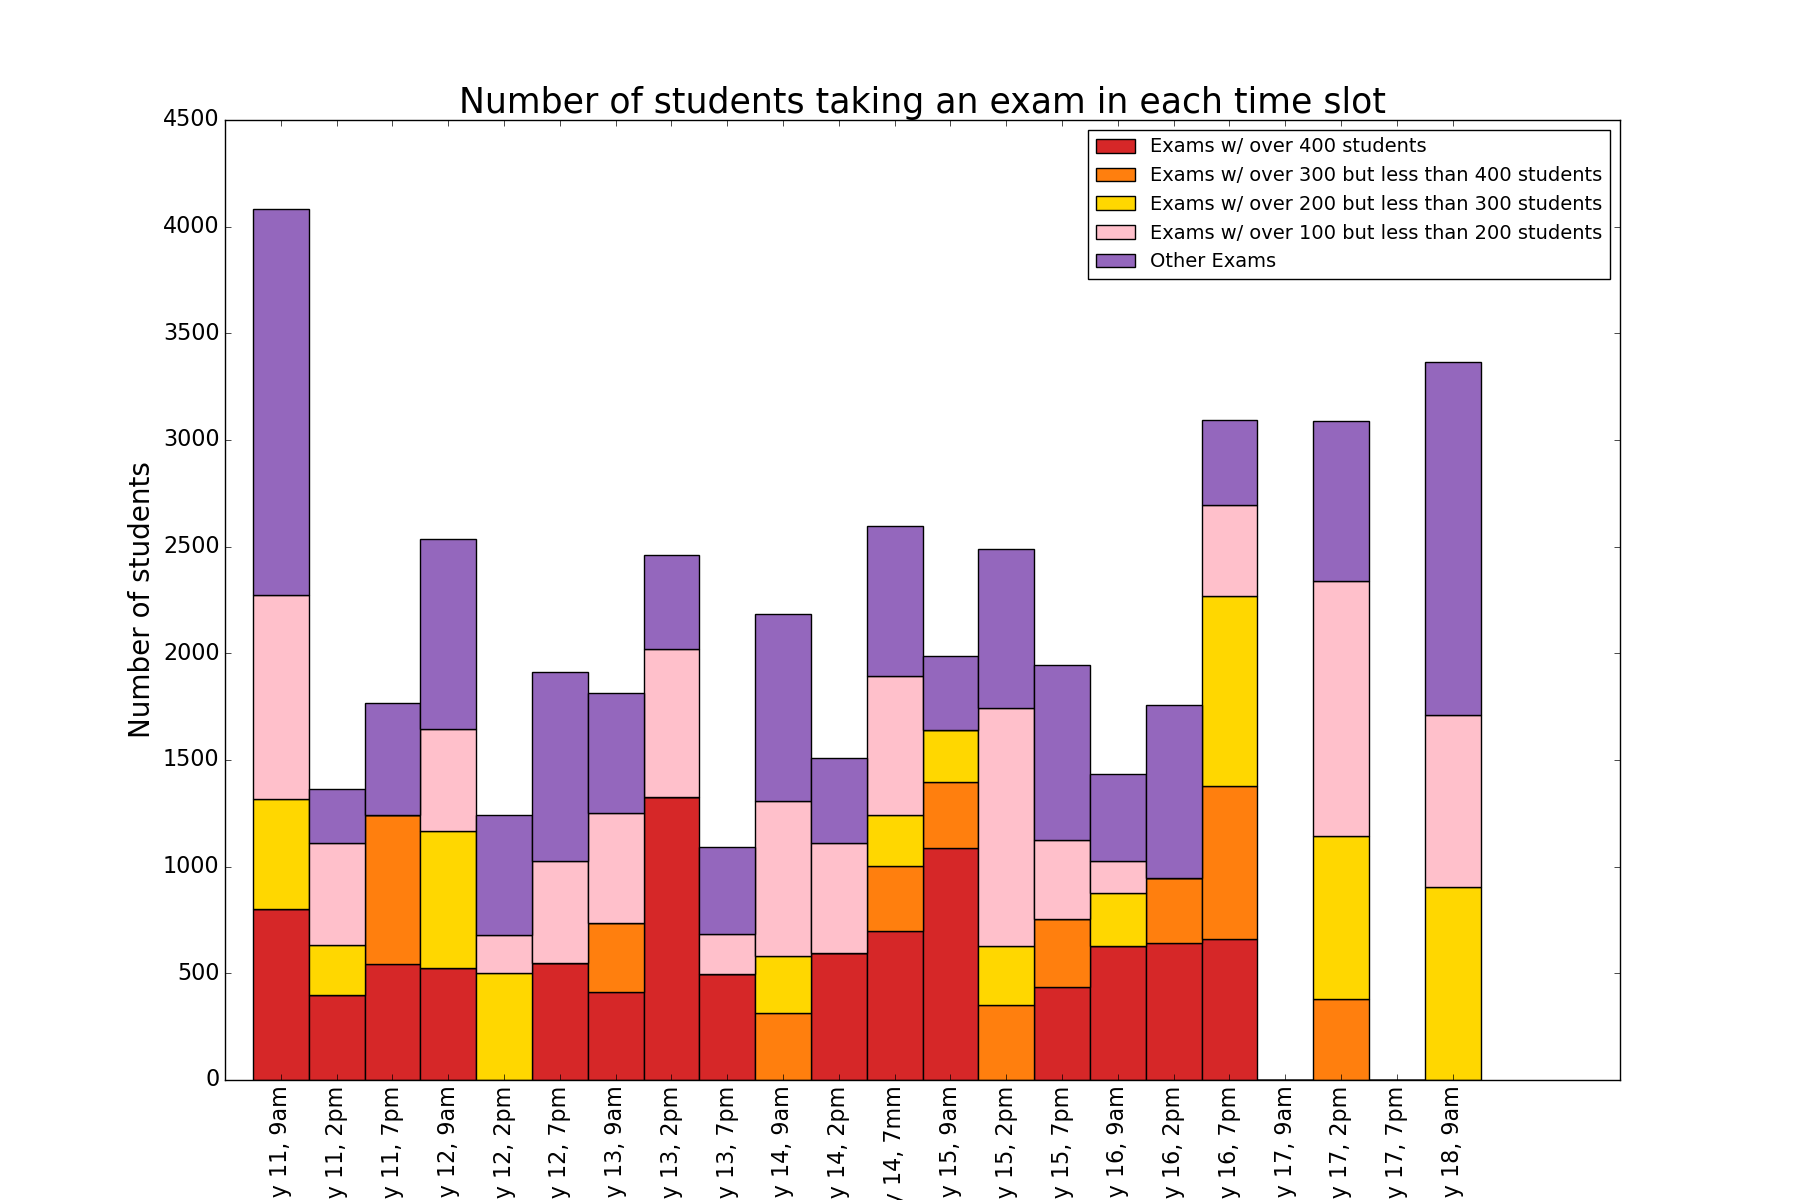 Number of students taking an exam in each time slot
Exams w/ over 400 students
Exams w/ over 300 but less than 400 students
Exams w/ over 200 but less than 300 students
Exams w/ over 100 but less than 200 students
Other Exams
Number of students
4500
4000
3500
3000
2500
2000
1500
1000
500
0
y 11, 9am
y 11, 2pm
y 11, 7pm
y 12, 9am
y 12, 2pm
y 12, 7pm
y 13, 9am
y 13, 2pm
y 13, 7pm
y 14, 9am
y 14, 2pm
y 14, 7mm
y 15, 9am
y 15, 2pm
y 15, 7pm
y 16, 9am
y 16, 2pm
y 16, 7pm
y 17, 9am
y 17, 2pm
y 17, 7pm
y 18, 9am